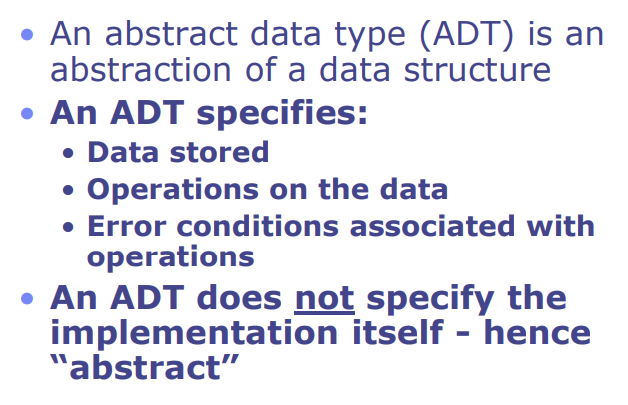 • An abstract data type (ADT) is an
abstraction of a data structure
• An ADT specifies:
• Data stored
• Operations on the data
• Error conditions associated with
operations
• An ADT does not specify the
implementation itself – hence
“abstract”